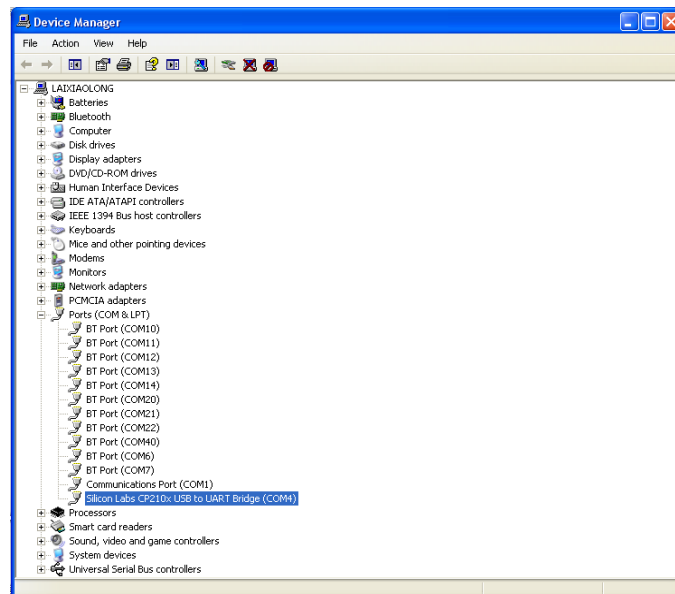 Device Manager
File Action View Help
LAIXIAOLONG
Batteries
Bluetooth
Computer
Disk drives
Display adapters
DVD/CD-ROM drives
Human Interface Devices
IDE ATA/ATAPI controllers
IEEE 1394 Bus host controllers
Keyboards
Mice and other pointing devices
Modems
Monitors
Network adapters
PCMCIA adapters
Ports (COM & LPT)
BT Port (COM10)
BT Port (COM11)
BT Port (COM12)
BT Port (COM13)
BT Port (COM14)
BT Port (COM20)
BT Port (COM21)
BT Port (COM22)
BT Port (COM40)
BT Port (COM6)
BT Port (COM7)
Communications Port (COM1)
Silicon Labs CP210x USB to UART Bridge (COM4)
Processors
Smart card readers
Sound, video and game controllers
System devices
Universal Serial Bus controllers